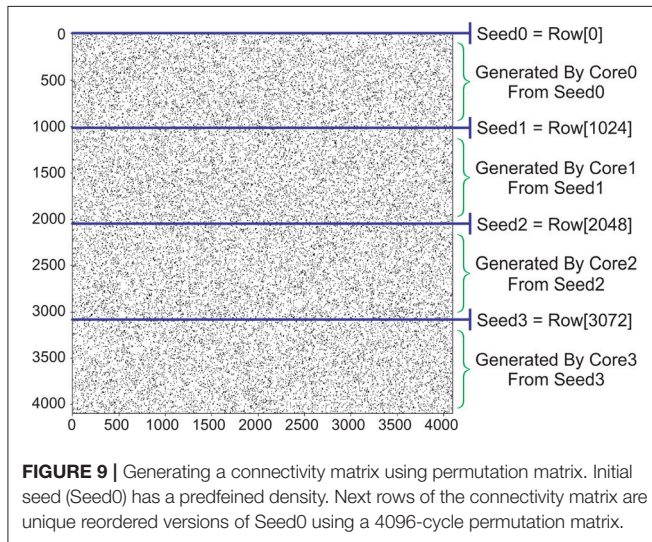 0
Seed0 = Row[0]
Generated By Core0
From Seed0
500
1000
Seed1 = Row[1024]
Generated By Core1
From Seed1
1500
2000
Seed2 = Row[2048]
Generated By Core2
From Seed2
2500
3000
Seed3 = Row[3072]
Generated By Core3
From Seed3
3500
4000
0 500 1000 1500 2000 2500 3000 3500 4000
FIGURE 9 | Generating a connectivity matrix using permutation matrix. Initial
seed (Seed0) has a predfeined density. Next rows of the connectivity matrix are
unique reordered versions of Seed0 using a 4096-cycle permutation matrix.